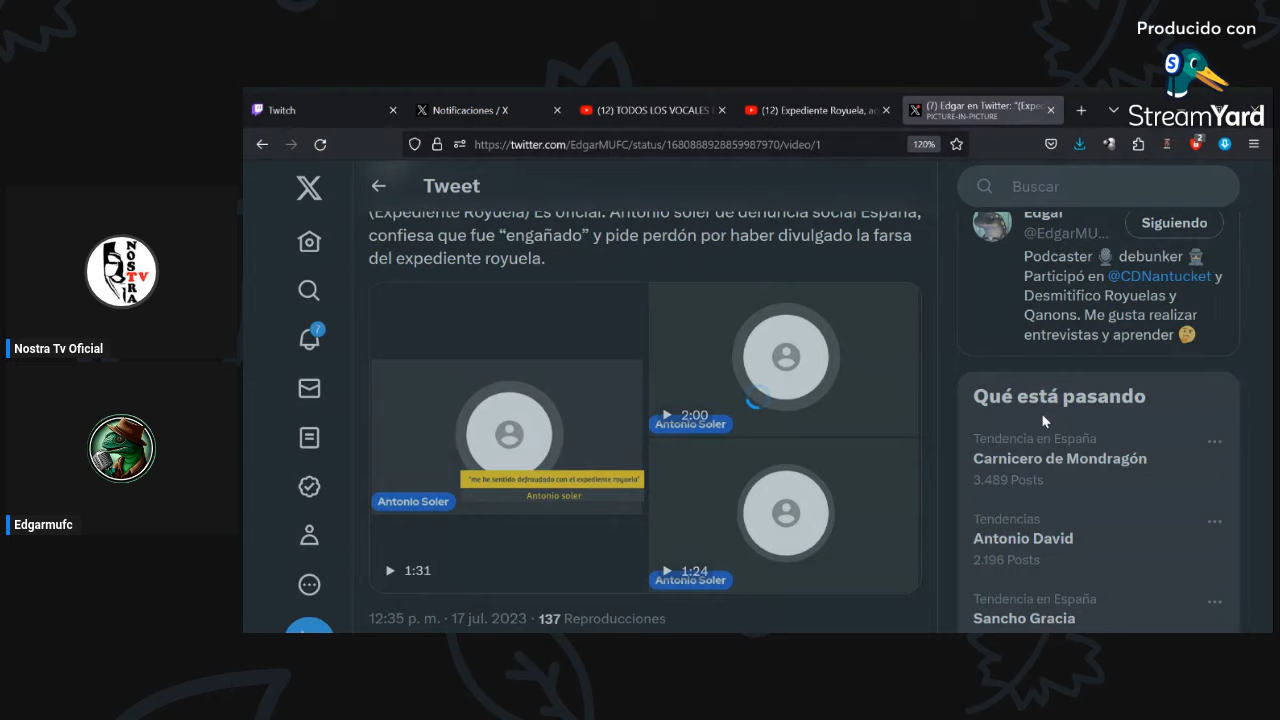 Producido con
StreamYard
Twitch
Notificaciones / X
(12) TODOS LOS VOCALES
(12) Expediente Royuela, a
(7) Edgar en Twitter: "(Expe
PICTURE-IN-PICTURE
https://twitter.com/EdgarMUFC/status/1680888928859987970/video/1
120%
2
Tweet
Buscar
(Expediente Royuela) Es oficial. Antonio soler de denuncia social España,
confiesa que fue “engañado” y pide perdón por haber divulgado la farsa
del expediente royuela.
Edgar
@EdgarMU...
Siguiendo
Podcaster debunker
Participó en @CDNantucket y
Desmitifico Royuelas y
Qanons. Me gusta realizar
entrevistas y aprender
NOSTRA
TV
Nostra Tv Oficial
Edgarmufc
7
2:00
Antonio Soler
"me he sentido defraudado con el expediente royuela"
Antonio soler
Antonio Soler
1:31
1:24
Antonio Soler
12:35 p. m. · 17 jul. 2023 · 137 Reproducciones
Qué está pasando
Tendencia en España
Carnicero de Mondragón
3.489 Posts
Tendencias
Antonio David
2.196 Posts
Tendencia en España
Sancho Gracia